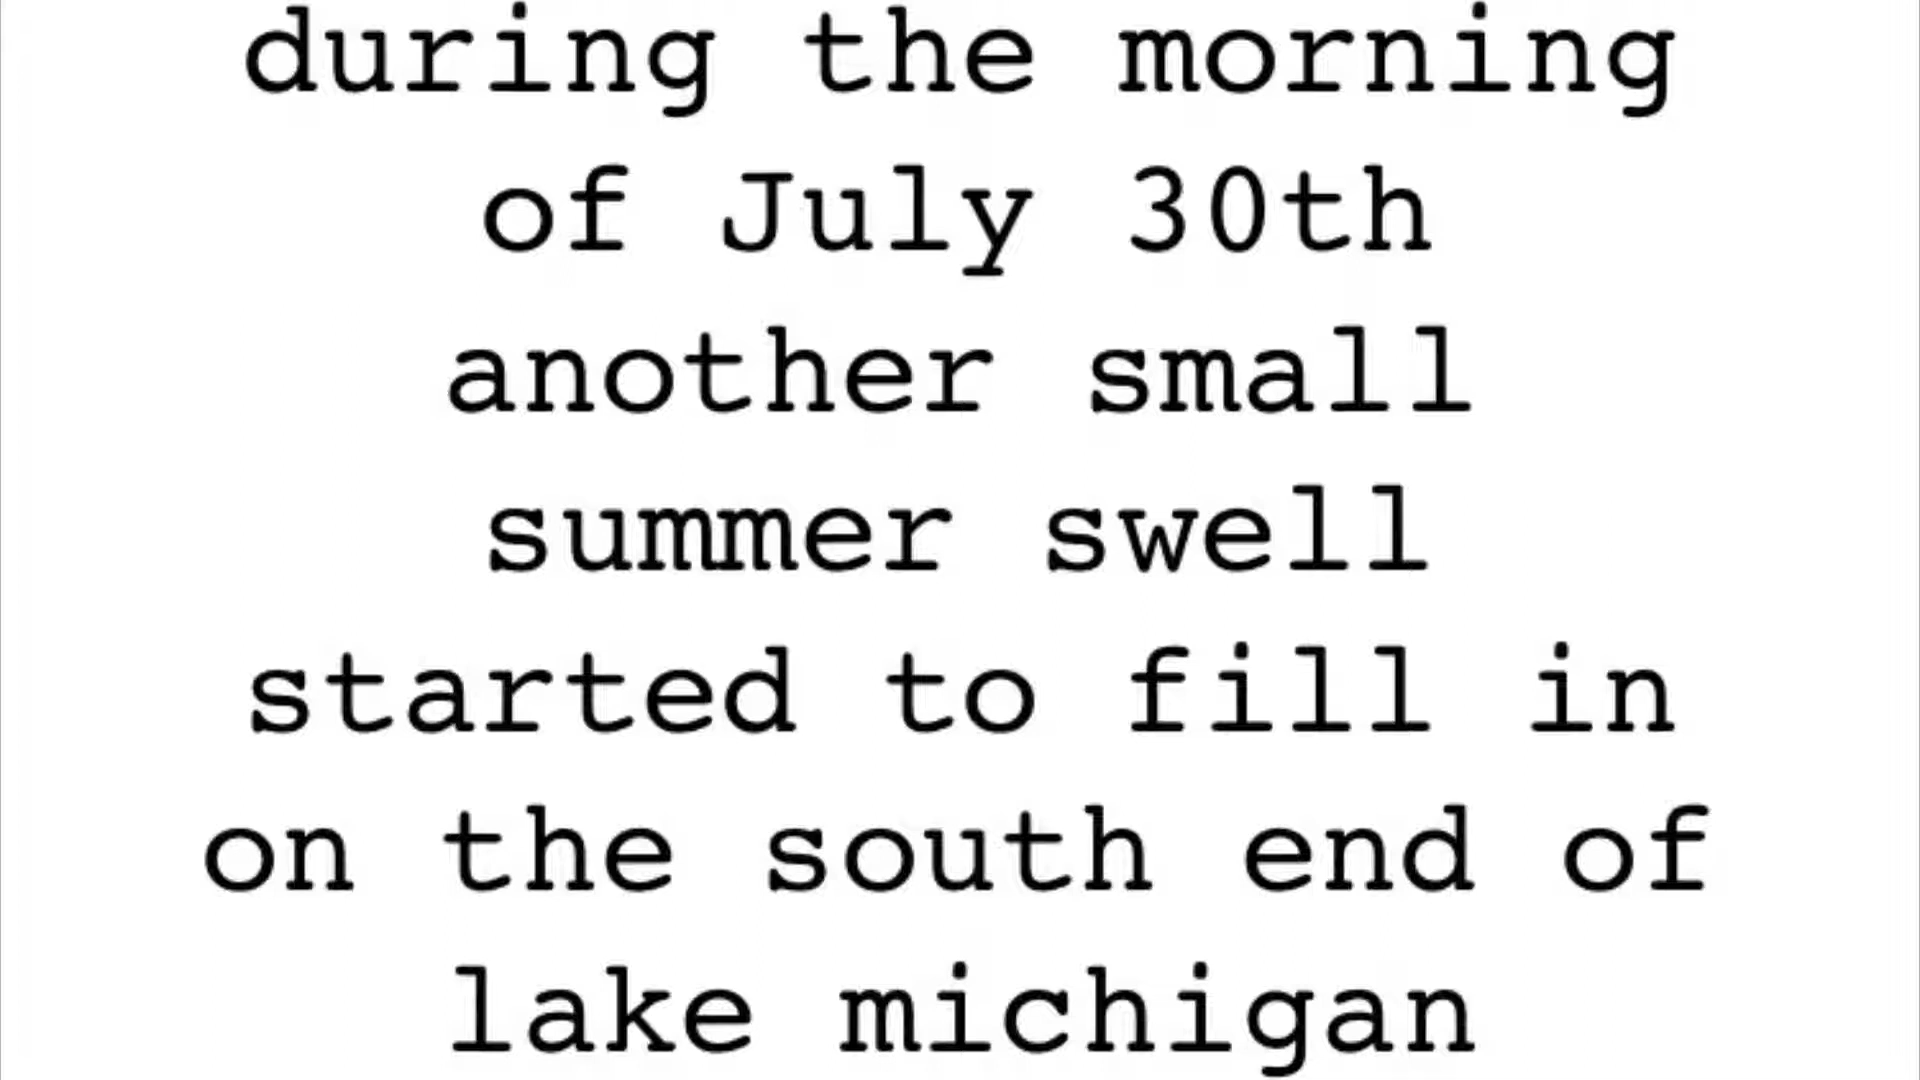 during the morning
of July 30th
another small
summer swell
started to fill in
on the south end of
lake michigan